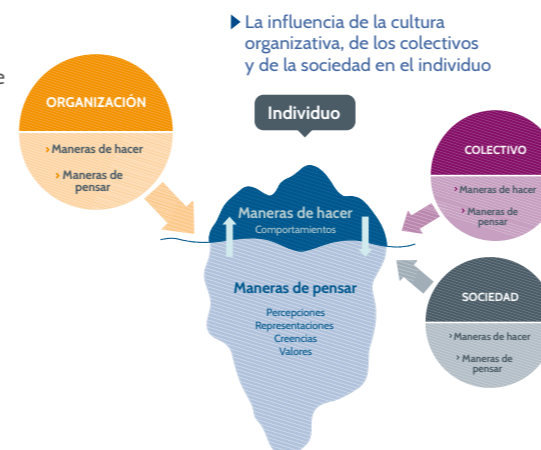 e
La influencia de la cultura
organizativa, de los colectivos
y de la sociedad en el individuo
Individuo
ORGANIZACIÓN
› Maneras de hacer
› Maneras de
pensar
COLECTIVO
› Maneras de hacer
› Maneras de
pensar
Maneras de hacer
Comportamientos
Maneras de pensar
Percepciones
Representaciones
Creencias
Valores
SOCIEDAD
› Maneras de hacer
› Maneras de
pensar